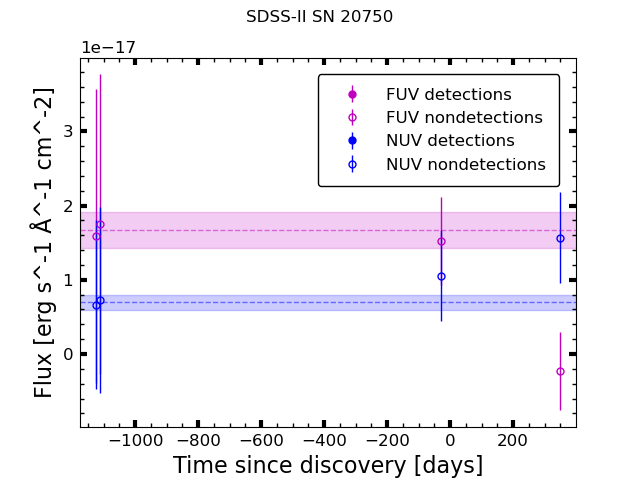 SDSS-II SN 20750
1e−17
FUV detections
FUV nondetections
NUV detections
NUV nondetections
3
2
1
0
Flux [erg s^-1 Å^-1 cm^-2]
−1000 −800 −600 −400 −200 0 200
Time since discovery [days]